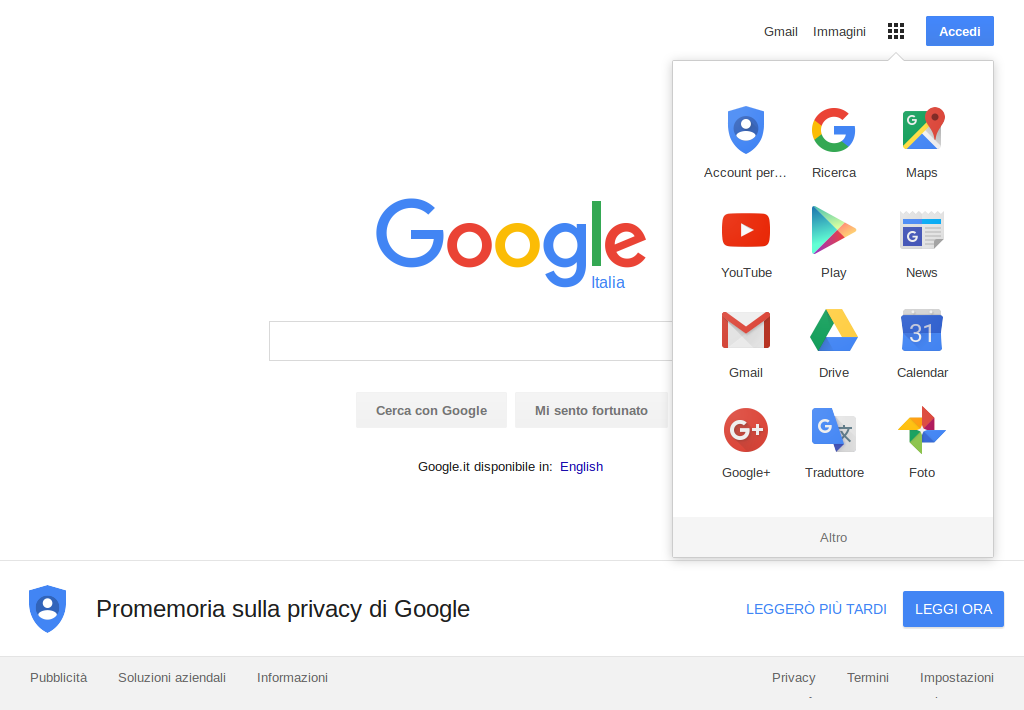 Gmail Immagini Accedi
Account per... Ricerca Maps
YouTube Play News
Google
Italia
Gmail Drive Calendar
31
Cerca con Google Mi sento fortunato
Google+ Traduttore Foto
Google.it disponibile in: English
Altro
Promemoria sulla privacy di Google LEGGERÒ PIÙ TARDI LEGGI ORA
Pubblicità Soluzioni aziendali Informazioni Privacy Termini Impostazioni